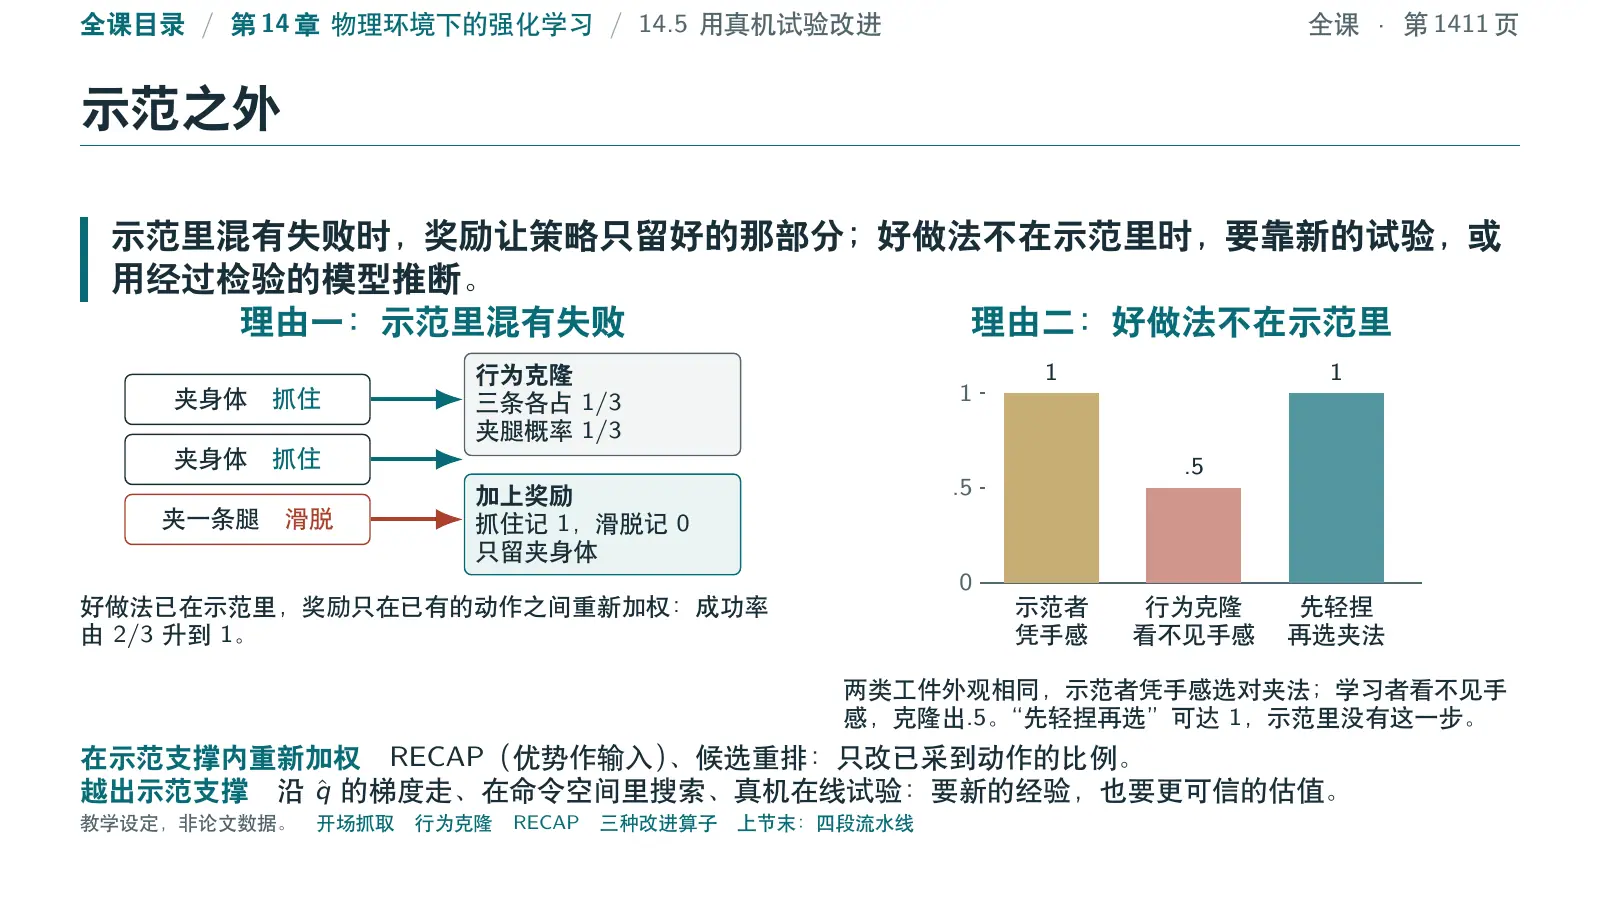 全课目录 / 第14章 物理环境下的强化学习 / 14.5 用真机试验改进
全课 · 第1411页
示范之外
示范里混有失败时，奖励让策略只留好的那部分；好做法不在示范里时，要靠新的试验，或
用经过检验的模型推断。
理由一：示范里混有失败
夹身体 抓住
夹身体 抓住
夹一条腿 滑脱
行为克隆
三条各占 1/3
夹腿概率 1/3
加上奖励
抓住记 1，滑脱记 0
只留夹身体
好做法已在示范里，奖励只在已有的动作之间重新加权：成功率
由 2/3 升到 1。
理由二：好做法不在示范里
1
.5
0
1
.5
1
示范者
凭手感
行为克隆
看不见手感
先轻捏
再选夹法
两类工件外观相同，示范者凭手感选对夹法；学习者看不见手
感，克隆出.5。“先轻捏再选”可达 1，示范里没有这一步。
在示范支撑内重新加权 RECAP（优势作输入）、候选重排：只改已采到动作的比例。
越出示范支撑 沿 q̂ 的梯度走、在命令空间里搜索、真机在线试验：要新的经验，也要更可信的估值。
教学设定，非论文数据。 开场抓取 行为克隆 RECAP 三种改进算子 上节末：四段流水线